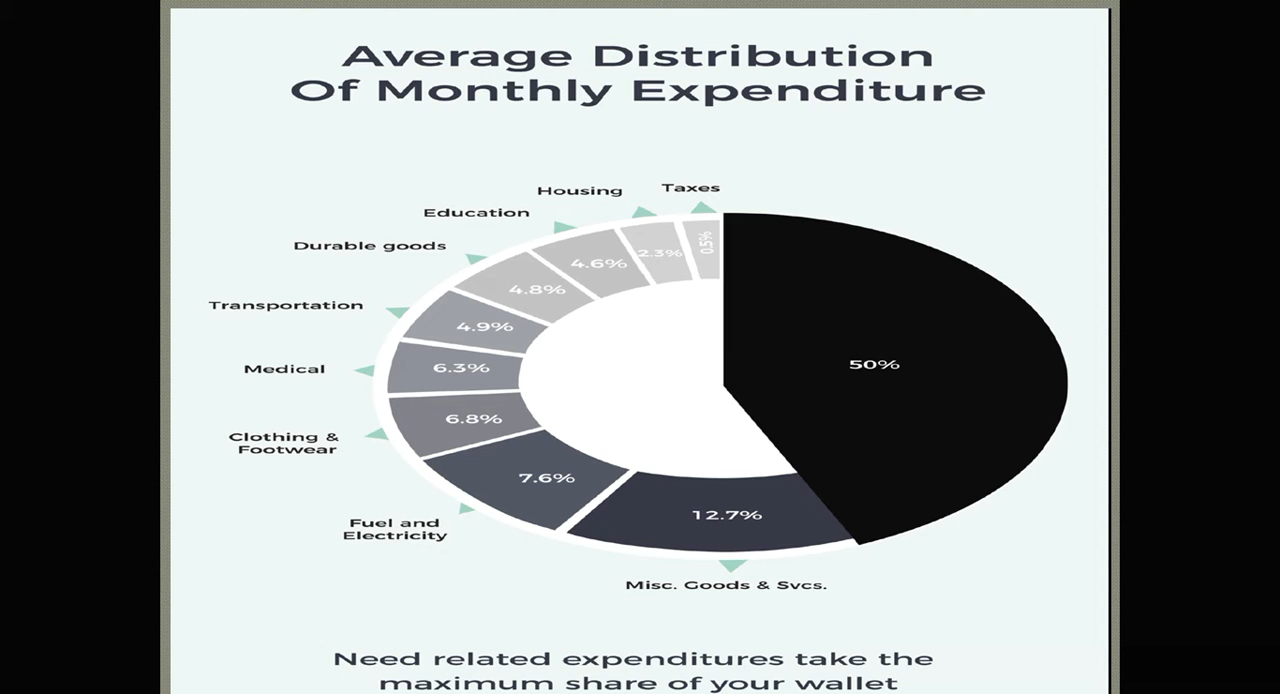 Average Distribution
Of Monthly Expenditure
Housing
Taxes
Education
Durable goods
Transportation
Medical
Clothing &
Footwear
Fuel and
Electricity
Misc. Goods & Svcs.
0.5%
2.3%
4.6%
4.8%
4.9%
6.3%
6.8%
7.6%
12.7%
50%
Need related expenditures take the
maximum share of your wallet